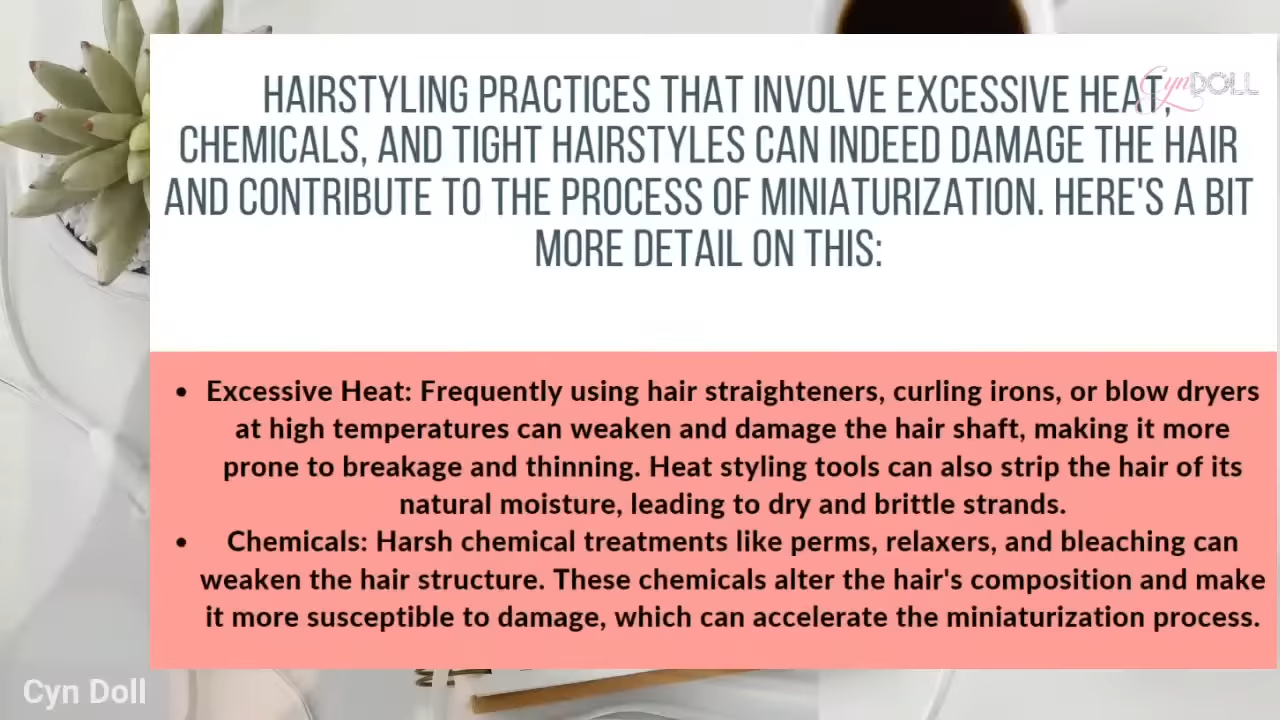 HAIRSTYLING PRACTICES THAT INVOLVE EXCESSIVE HEAT,
CHEMICALS, AND TIGHT HAIRSTYLES CAN INDEED DAMAGE THE HAIR
AND CONTRIBUTE TO THE PROCESS OF MINIATURIZATION. HERE'S A BIT
MORE DETAIL ON THIS:
CynDOLL
• Excessive Heat: Frequently using hair straighteners, curling irons, or blow dryers
at high temperatures can weaken and damage the hair shaft, making it more
prone to breakage and thinning. Heat styling tools can also strip the hair of its
natural moisture, leading to dry and brittle strands.
• Chemicals: Harsh chemical treatments like perms, relaxers, and bleaching can
weaken the hair structure. These chemicals alter the hair's composition and make
it more susceptible to damage, which can accelerate the miniaturization process.
Cyn Doll